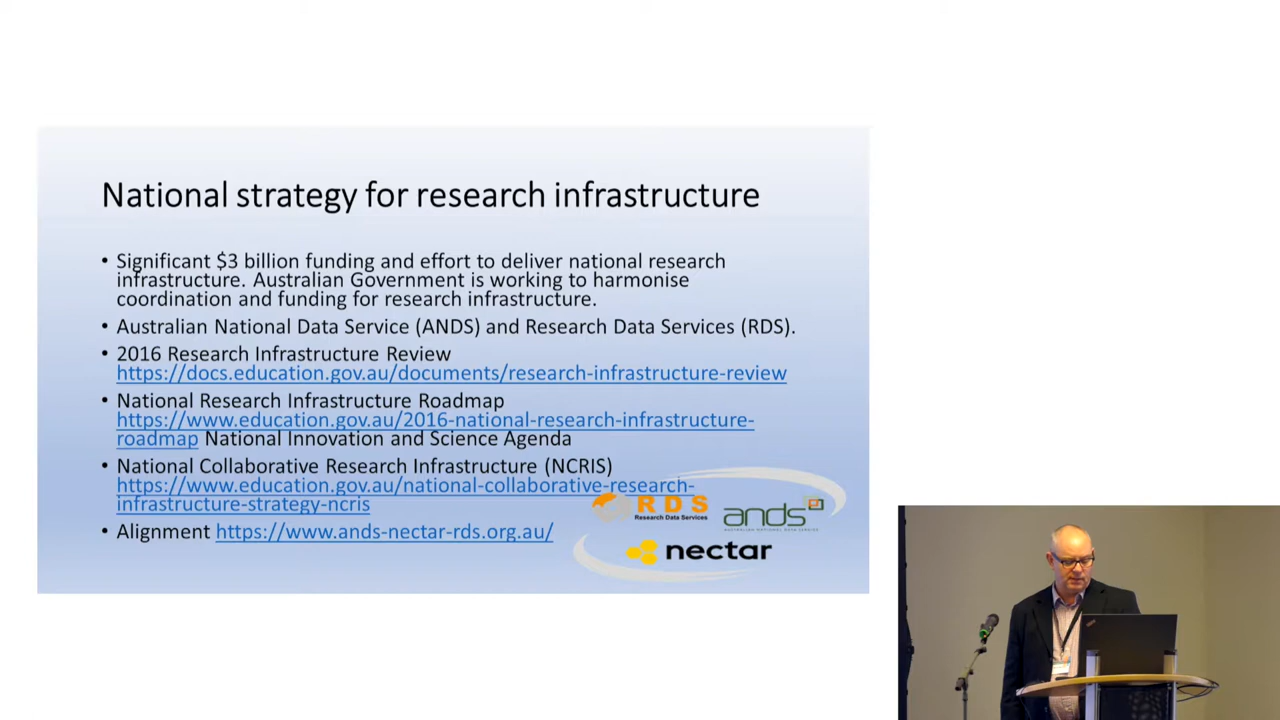 National strategy for research infrastructure
• Significant $3 billion funding and effort to deliver national research
infrastructure. Australian Government is working to harmonise
coordination and funding for research infrastructure.
• Australian National Data Service (ANDS) and Research Data Services (RDS).
• 2016 Research Infrastructure Review
https://docs.education.gov.au/documents/research-infrastructure-review
• National Research Infrastructure Roadmap
https://www.education.gov.au/2016-national-research-infrastructure-
roadmap National Innovation and Science Agenda
• National Collaborative Research Infrastructure (NCRIS)
https://www.education.gov.au/national-collaborative-research-
infrastructure-strategy-ncris
• Alignment https://www.ands-nectar-rds.org.au/
RDS
Research Data Services
ands
AUSTRALIAN NATIONAL DATA SERVICE
nectar